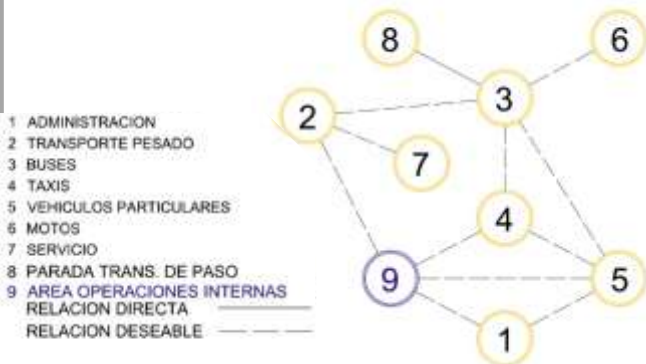 8
6
3
2
7
4
9
5
1
1 ADMINISTRACION
2 TRANSPORTE PESADO
3 BUSES
4 TAXIS
5 VEHICULOS PARTICULARES
6 MOTOS
7 SERVICIO
8 PARADA TRANS. DE PASO
9 AREA OPERACIONES INTERNAS
RELACION DIRECTA
RELACION DESEABLE